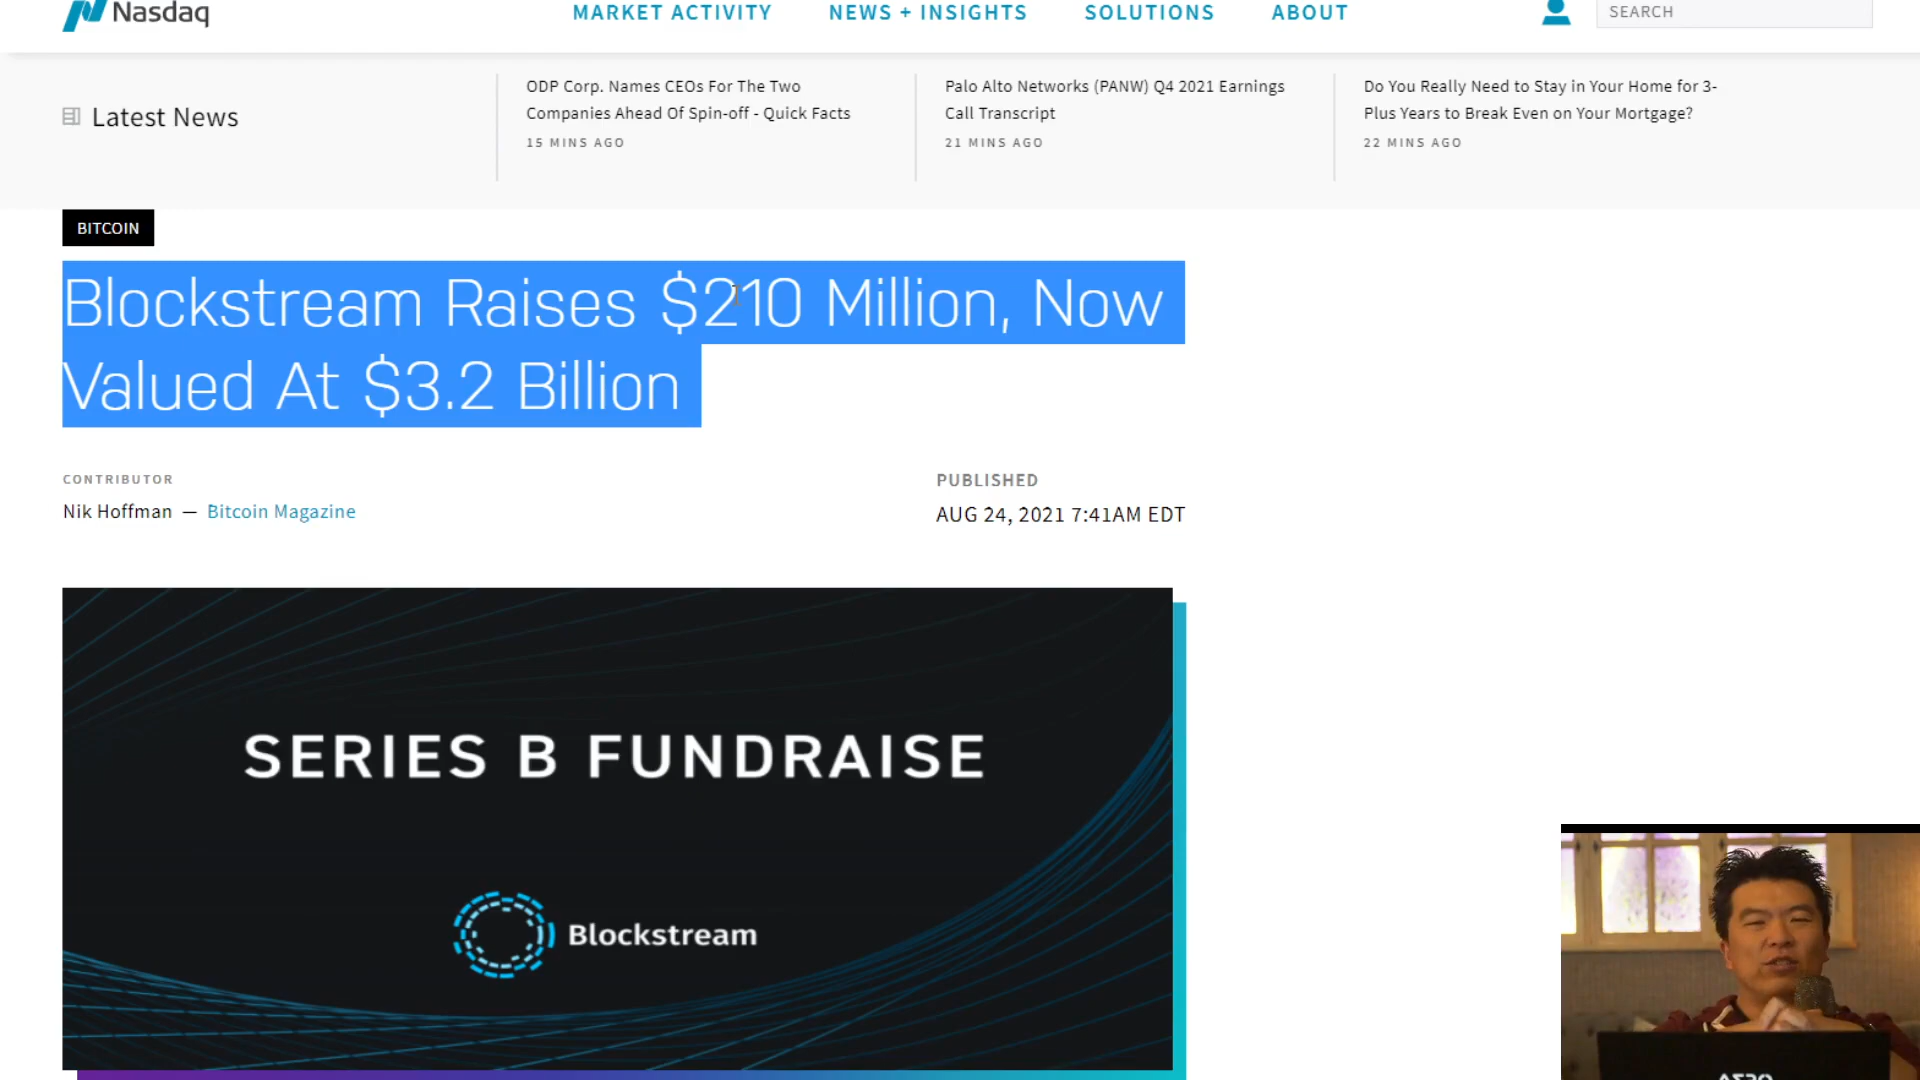 Nasdaq
MARKET ACTIVITY
NEWS + INSIGHTS
SOLUTIONS
ABOUT
SEARCH
Latest News
ODP Corp. Names CEOs For The Two
Companies Ahead Of Spin-off - Quick Facts
15 MINS AGO
Palo Alto Networks (PANW) Q4 2021 Earnings
Call Transcript
21 MINS AGO
Do You Really Need to Stay in Your Home for 3-
Plus Years to Break Even on Your Mortgage?
22 MINS AGO
BITCOIN
Blockstream Raises $210 Million, Now
Valued At $3.2 Billion
CONTRIBUTOR
Nik Hoffman — Bitcoin Magazine
PUBLISHED
AUG 24, 2021 7:41AM EDT
SERIES B FUNDRAISE
Blockstream